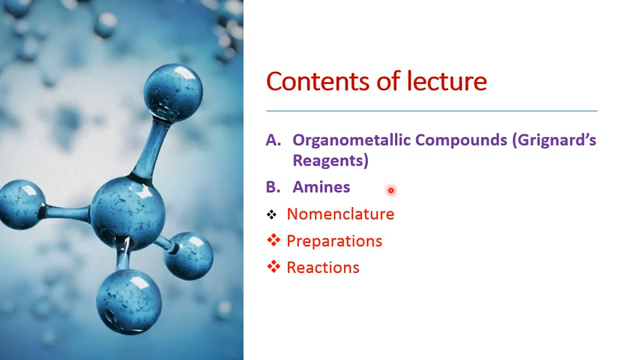 Contents of lecture
A. Organometallic Compounds (Grignard's
Reagents)
B. Amines
❖ Nomenclature
❖ Preparations
❖ Reactions